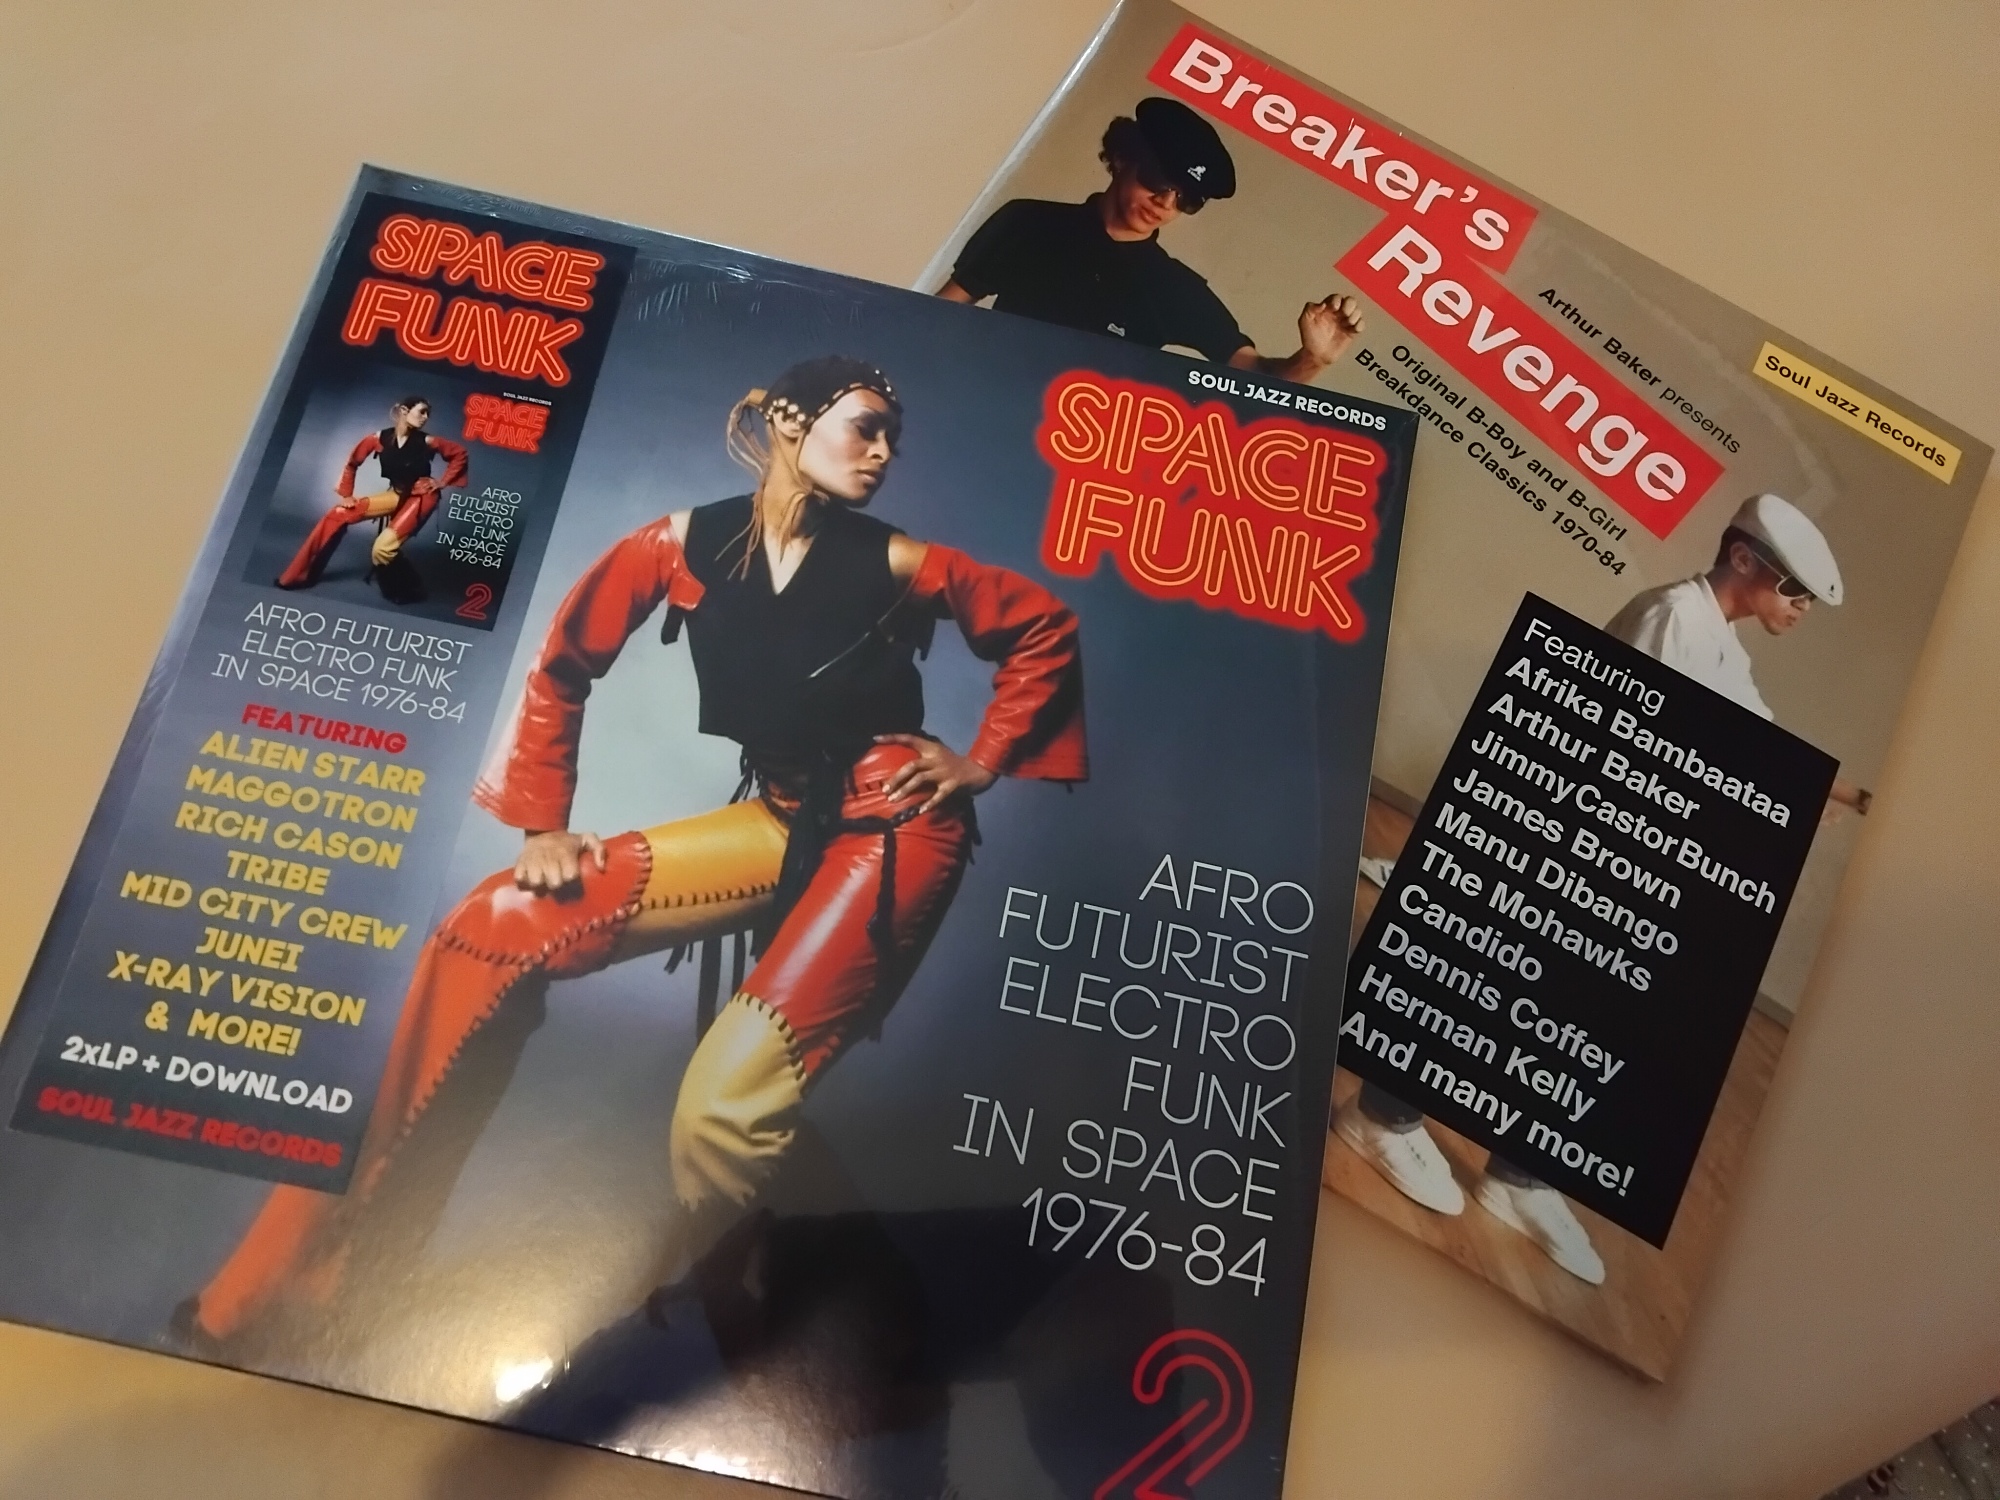 SPACE
FUNK
SOUL JAZZ RECORDS
SPACE
FUNK
AFRO
FUTURIST
ELECTRO
FUNK
IN SPACE
1976-84
2
AFRO FUTURIST
ELECTRO FUNK
IN SPACE 1976-84
FEATURING
ALIEN STARR
MAGGOTRON
RICH CASON
TRIBE
MID CITY CREW
JUNEI
X-RAY VISION
& MORE!
2xLP + DOWNLOAD
SOUL JAZZ RECORDS
SOUL JAZZ RECORDS
SPACE
FUNK
AFRO
FUTURIST
ELECTRO
FUNK
IN SPACE
1976-84
2
Breaker's
Revenge
Arthur Baker presents
Original B-Boy and B-Girl
Breakdance Classics 1970-84
Soul Jazz Records
Featuring
Afrika Bambaataa
Arthur Baker
Jimmy Castor Bunch
James Brown
Manu Dibango
The Mohawks
Candido
Dennis Coffey
Herman Kelly
And many more!